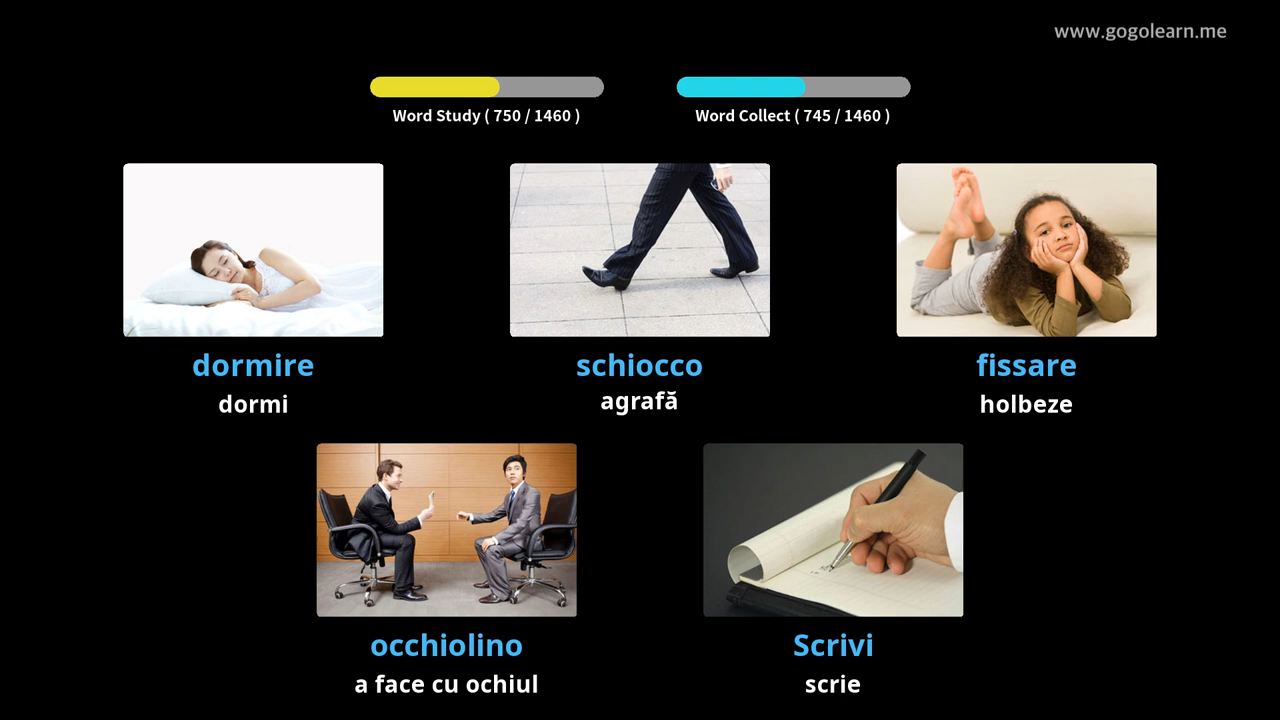 www.gogolearn.me
Word Study ( 750 / 1460 )
Word Collect ( 745 / 1460 )
dormire
dormi
schiocco
agrafă
fissare
holbeze
occhiolino
a face cu ochiul
Scrivi
scrie